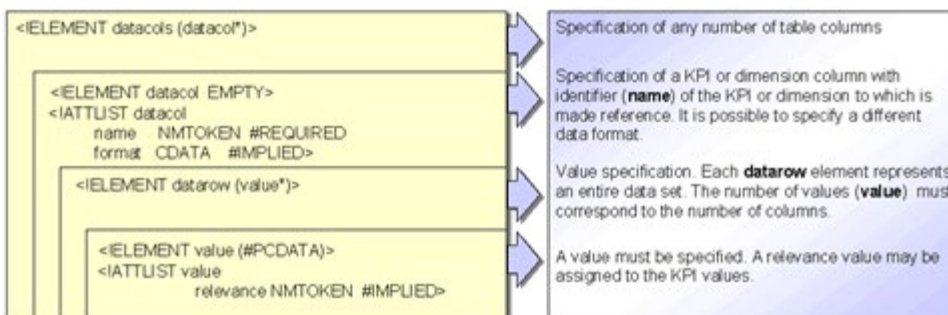 <!ELEMENT datacols (datacol*)>
<!ELEMENT datacol EMPTY>
<!ATTLIST datacol
name NMTOKEN #REQUIRED
format CDATA #IMPLIED>
<!ELEMENT datarow (value*)>
<!ELEMENT value (#PCDATA)>
<!ATTLIST value
relevance NMTOKEN #IMPLIED>
Specification of any number of table columns
Specification of a KPI or dimension column with
identifier (name) of the KPI or dimension to which is
made reference. It is possible to specify a different
data format.
Value specification. Each datarow element represents
an entire data set. The number of values (value) must
correspond to the number of columns.
A value must be specified. A relevance value may be
assigned to the KPI values.